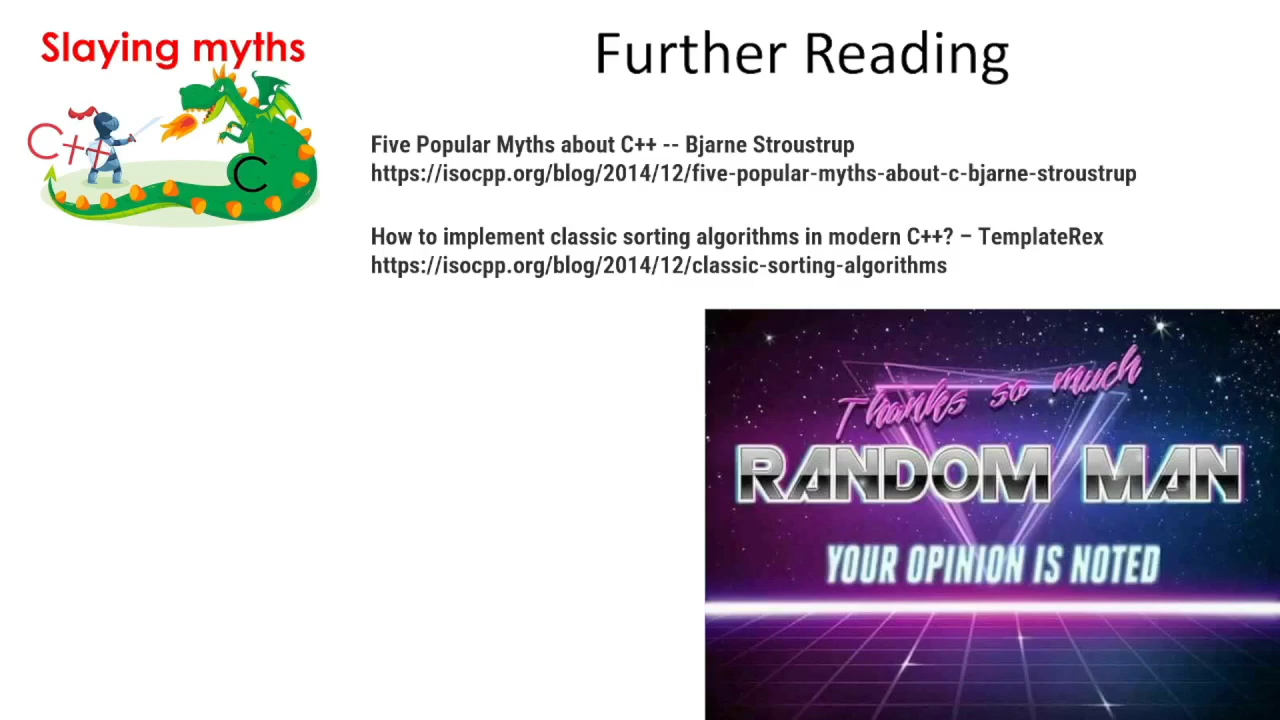 Slaying myths
C++
C
Further Reading
Five Popular Myths about C++ -- Bjarne Stroustrup
https://isocpp.org/blog/2014/12/five-popular-myths-about-c-bjarne-stroustrup
How to implement classic sorting algorithms in modern C++? – TemplateRex
https://isocpp.org/blog/2014/12/classic-sorting-algorithms
Thanks so much
RANDOM MAN
YOUR OPINION IS NOTED